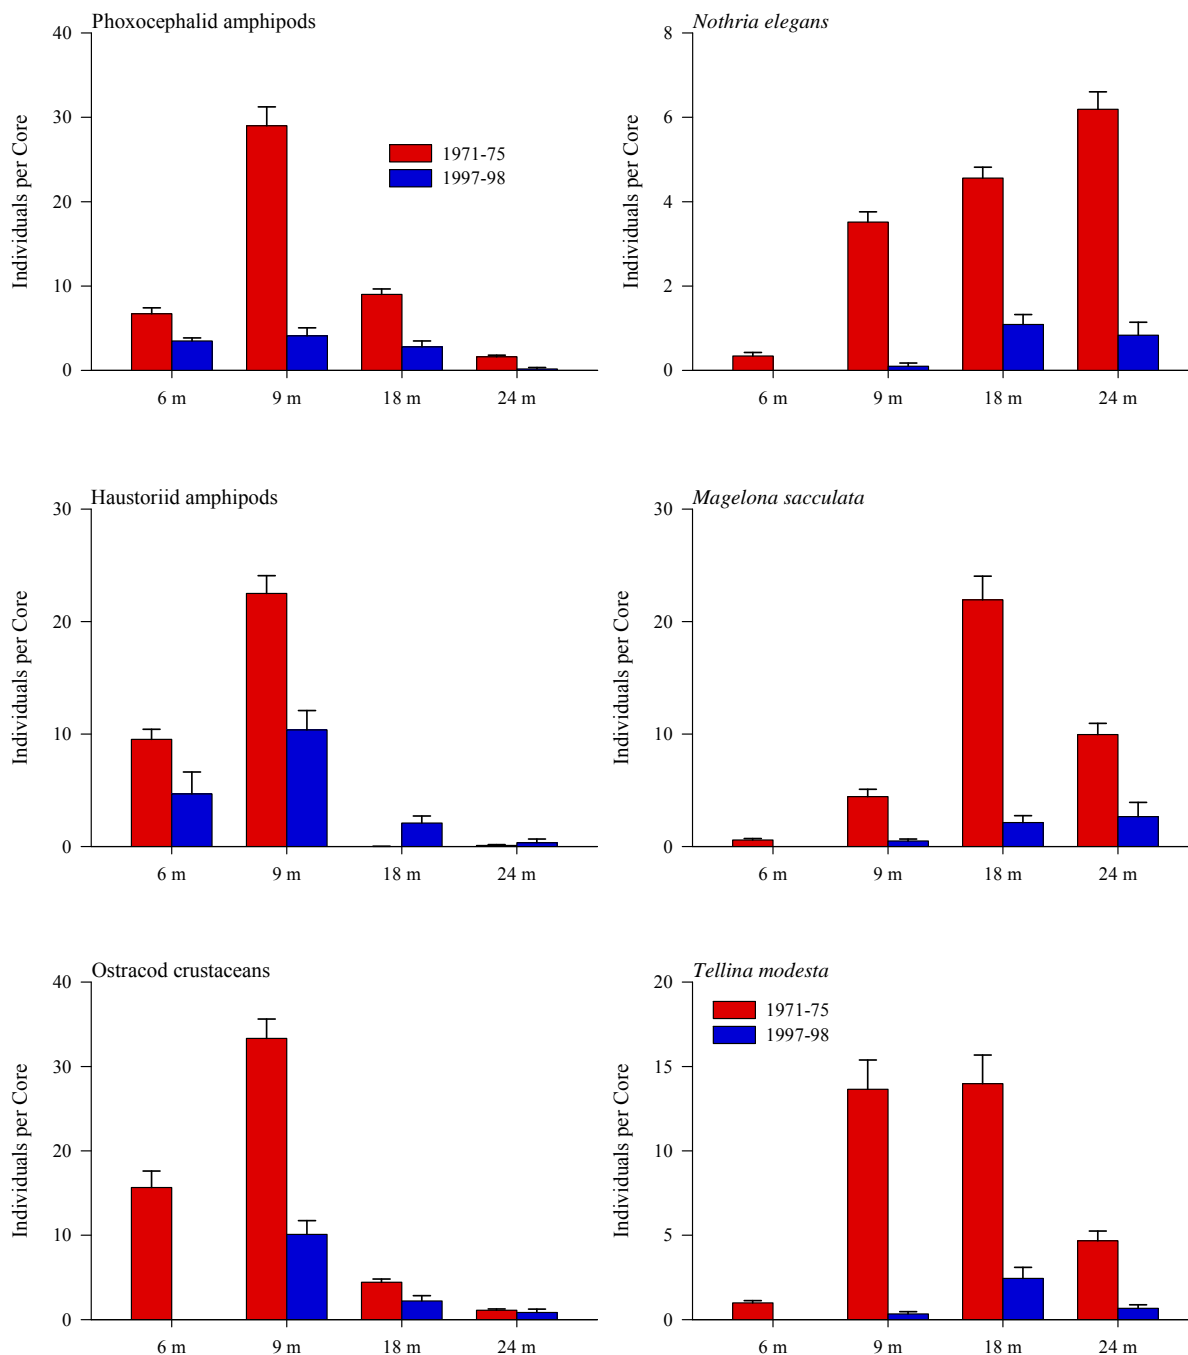 Phoxocephalid amphipods
40
30
20
10
0
Individuals per Core
1971-75
1997-98
6 m 9 m 18 m 24 m
Nothria elegans
8
6
4
2
0
Individuals per Core
6 m 9 m 18 m 24 m
Haustoriid amphipods
30
20
10
0
Individuals per Core
6 m 9 m 18 m 24 m
Magelona sacculata
30
20
10
0
Individuals per Core
6 m 9 m 18 m 24 m
Ostracod crustaceans
40
30
20
10
0
Individuals per Core
6 m 9 m 18 m 24 m
Tellina modesta
20
15
10
5
0
Individuals per Core
1971-75
1997-98
6 m 9 m 18 m 24 m